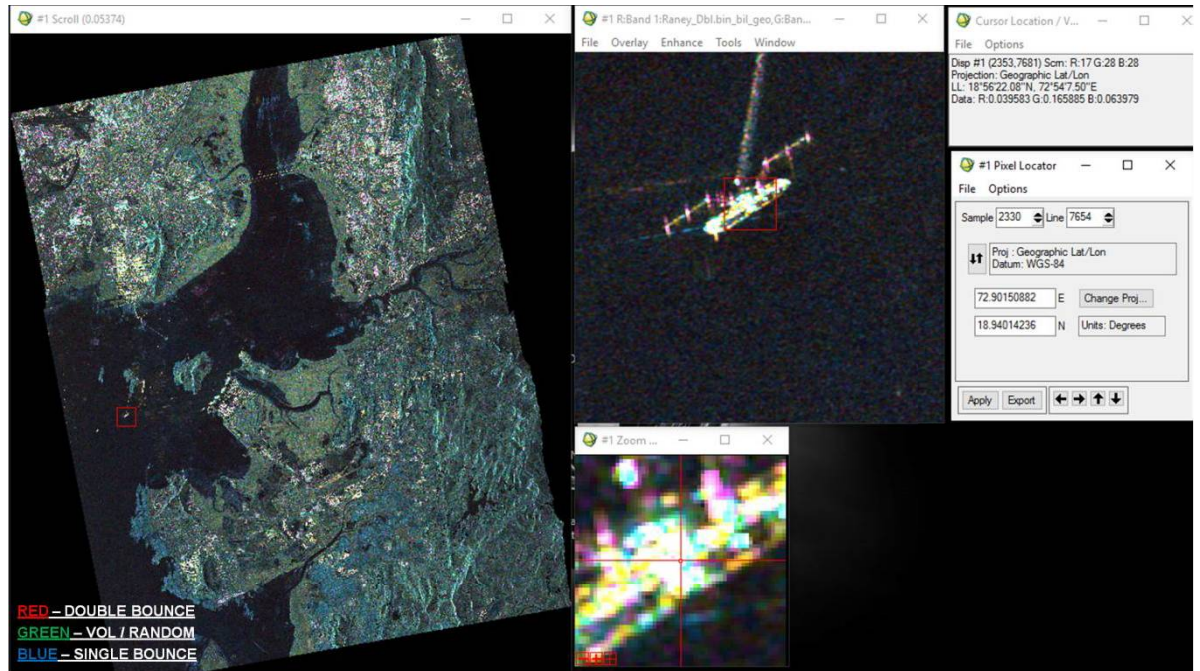 #1 Scroll (0.05374)
RED – DOUBLE BOUNCE
GREEN – VOL / RANDOM
BLUE – SINGLE BOUNCE
#1 R:Band 1:Raney_Dbl.bin_bil_geo,G:Ban...
File Overlay Enhance Tools Window
#1 Zoom ...
Cursor Location / V...
File Options
Disp #1 (2353,7681) Scrn: R:17 G:28 B:28
Projection: Geographic Lat/Lon
LL: 18°56'22.08"N, 72°54'7.50"E
Data: R:0.039583 G:0.165885 B:0.063979
#1 Pixel Locator
File Options
Sample 2330 Line 7654
Proj : Geographic Lat/Lon
Datum: WGS-84
72.90150882 E Change Proj...
18.94014236 N Units: Degrees
Apply Export